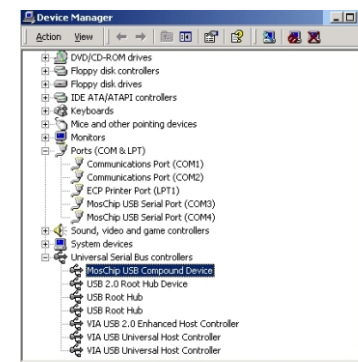 Device Manager
Action View
DVD/CD-ROM drives
Floppy disk controllers
Floppy disk drives
IDE ATA/ATAPI controllers
Keyboards
Mice and other pointing devices
Monitors
Ports (COM & LPT)
Communications Port (COM1)
Communications Port (COM2)
ECP Printer Port (LPT1)
MosChip USB Serial Port (COM3)
MosChip USB Serial Port (COM4)
Sound, video and game controllers
System devices
Universal Serial Bus controllers
MosChip USB Compound Device
USB 2.0 Root Hub Device
USB Root Hub
USB Root Hub
VIA USB 2.0 Enhanced Host Controller
VIA USB Universal Host Controller
VIA USB Universal Host Controller